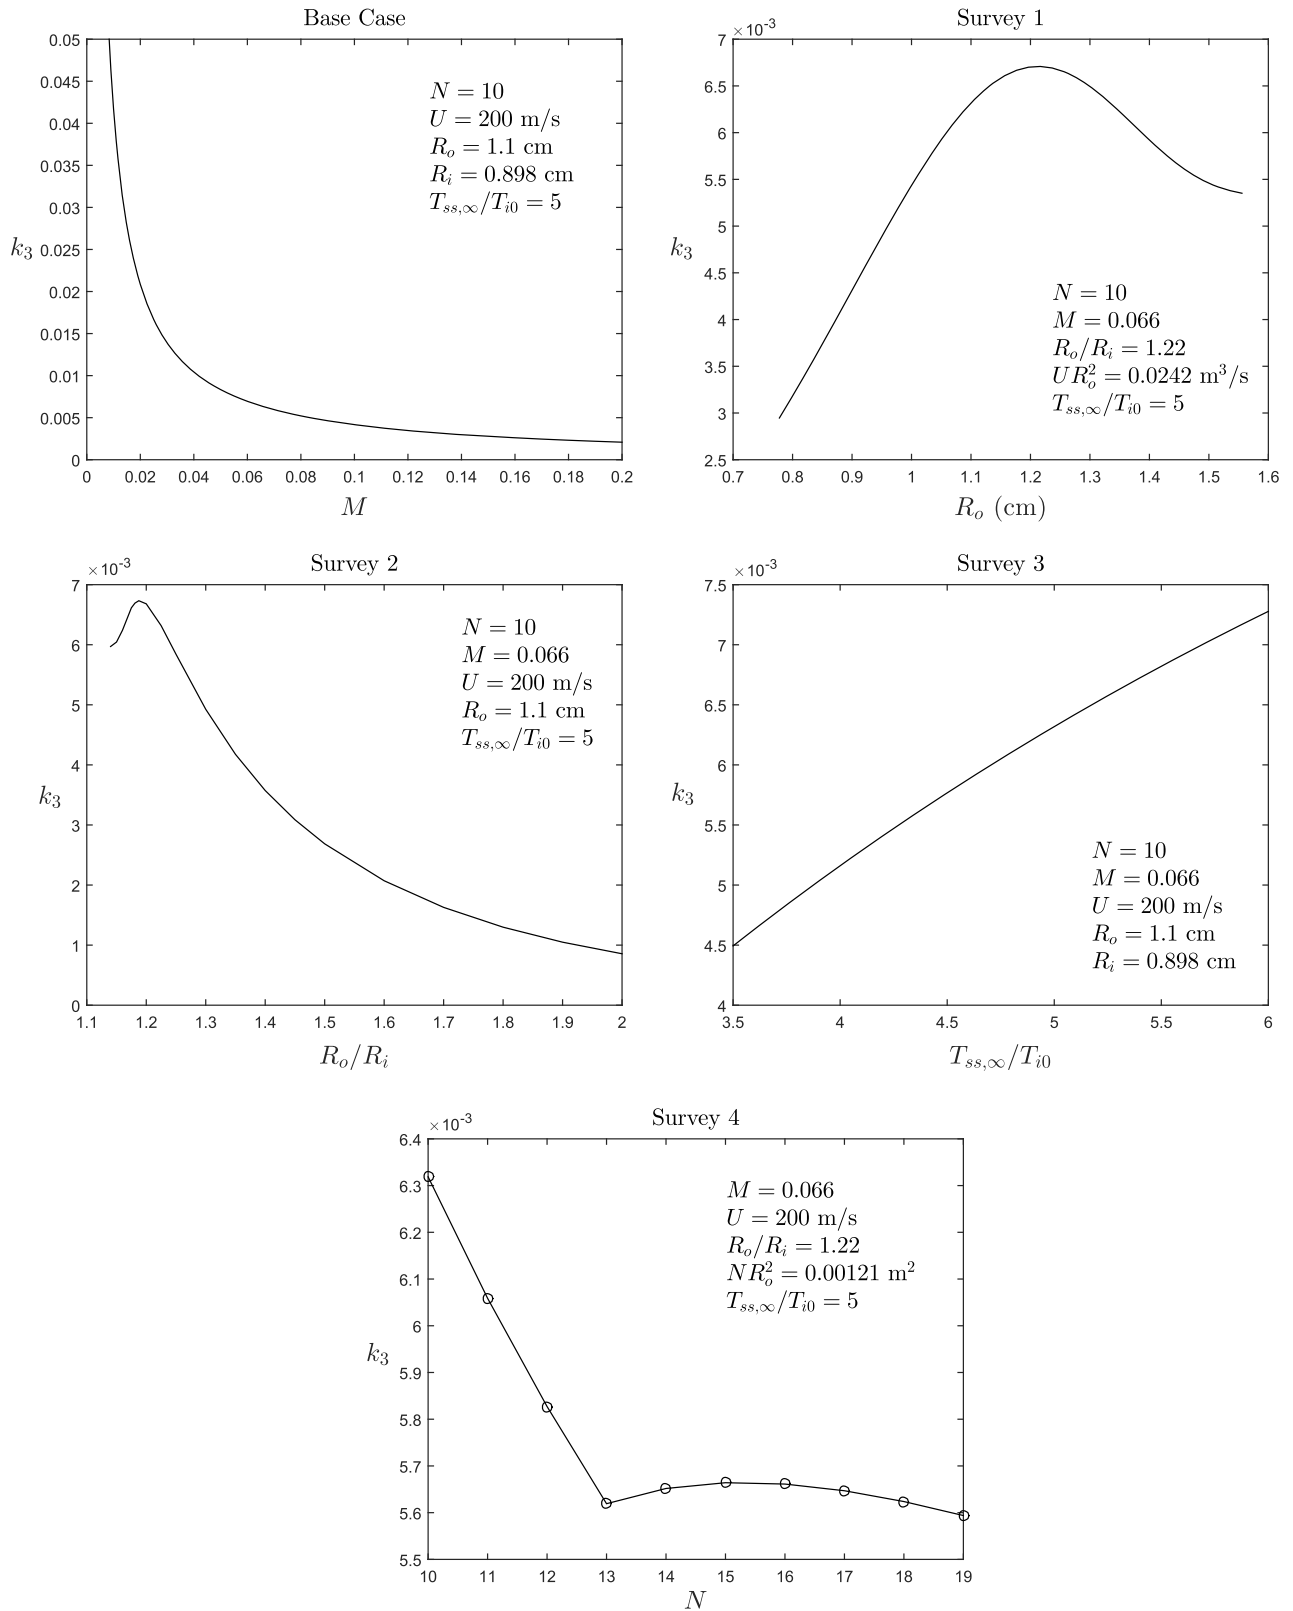 Base Case
0.05
0.045
0.04
0.035
0.03
0.025
0.02
0.015
0.01
0.005
0
k₃
N = 10
U = 200 m/s
Rₒ = 1.1 cm
Rᵢ = 0.898 cm
Tₛₛ,∞/Tᵢ₀ = 5
0 0.02 0.04 0.06 0.08 0.1 0.12 0.14 0.16 0.18 0.2
M
Survey 1
×10⁻³
7
6.5
6
5.5
5
4.5
4
3.5
3
2.5
k₃
N = 10
M = 0.066
Rₒ/Rᵢ = 1.22
URₒ² = 0.0242 m³/s
Tₛₛ,∞/Tᵢ₀ = 5
0.7 0.8 0.9 1 1.1 1.2 1.3 1.4 1.5 1.6
Rₒ (cm)
Survey 2
×10⁻³
7
6
5
4
3
2
1
0
k₃
N = 10
M = 0.066
U = 200 m/s
Rₒ = 1.1 cm
Tₛₛ,∞/Tᵢ₀ = 5
1.1 1.2 1.3 1.4 1.5 1.6 1.7 1.8 1.9 2
Rₒ/Rᵢ
Survey 3
×10⁻³
7.5
7
6.5
6
5.5
5
4.5
4
k₃
N = 10
M = 0.066
U = 200 m/s
Rₒ = 1.1 cm
Rᵢ = 0.898 cm
3.5 4 4.5 5 5.5 6
Tₛₛ,∞/Tᵢ₀
Survey 4
×10⁻³
6.4
6.3
6.2
6.1
6
5.9
5.8
5.7
5.6
5.5
k₃
M = 0.066
U = 200 m/s
Rₒ/Rᵢ = 1.22
NRₒ² = 0.00121 m²
Tₛₛ,∞/Tᵢ₀ = 5
10 11 12 13 14 15 16 17 18 19
N